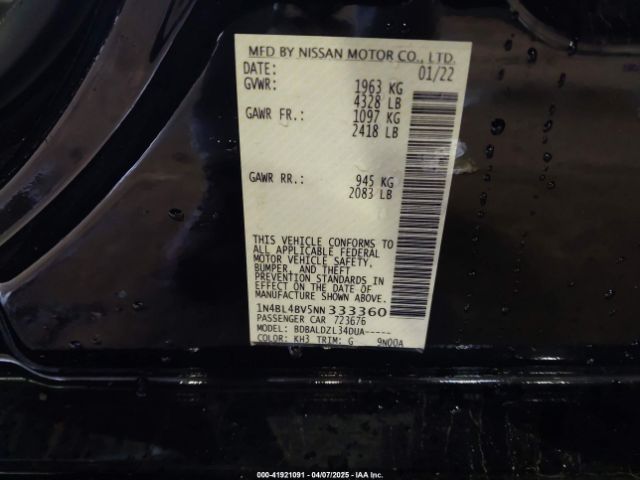 MFD BY NISSAN MOTOR CO., LTD.
DATE: 01/22
GVWR: 1963 KG
4328 LB
GAWR FR.: 1097 KG
2418 LB
GAWR RR.: 945 KG
2083 LB
THIS VEHICLE CONFORMS TO
ALL APPLICABLE FEDERAL
MOTOR VEHICLE SAFETY,
BUMPER, AND THEFT
PREVENTION STANDARDS IN
EFFECT ON THE DATE OF
MANUFACTURE SHOWN ABOVE.
1N4BL4BV5NN 333360
PASSENGER CAR 723676
MODEL: BDBALDZL34DUA-----
COLOR: KH3 TRIM: G 9N00A
000-41921091 | 04/07/2025 | IAA Inc.